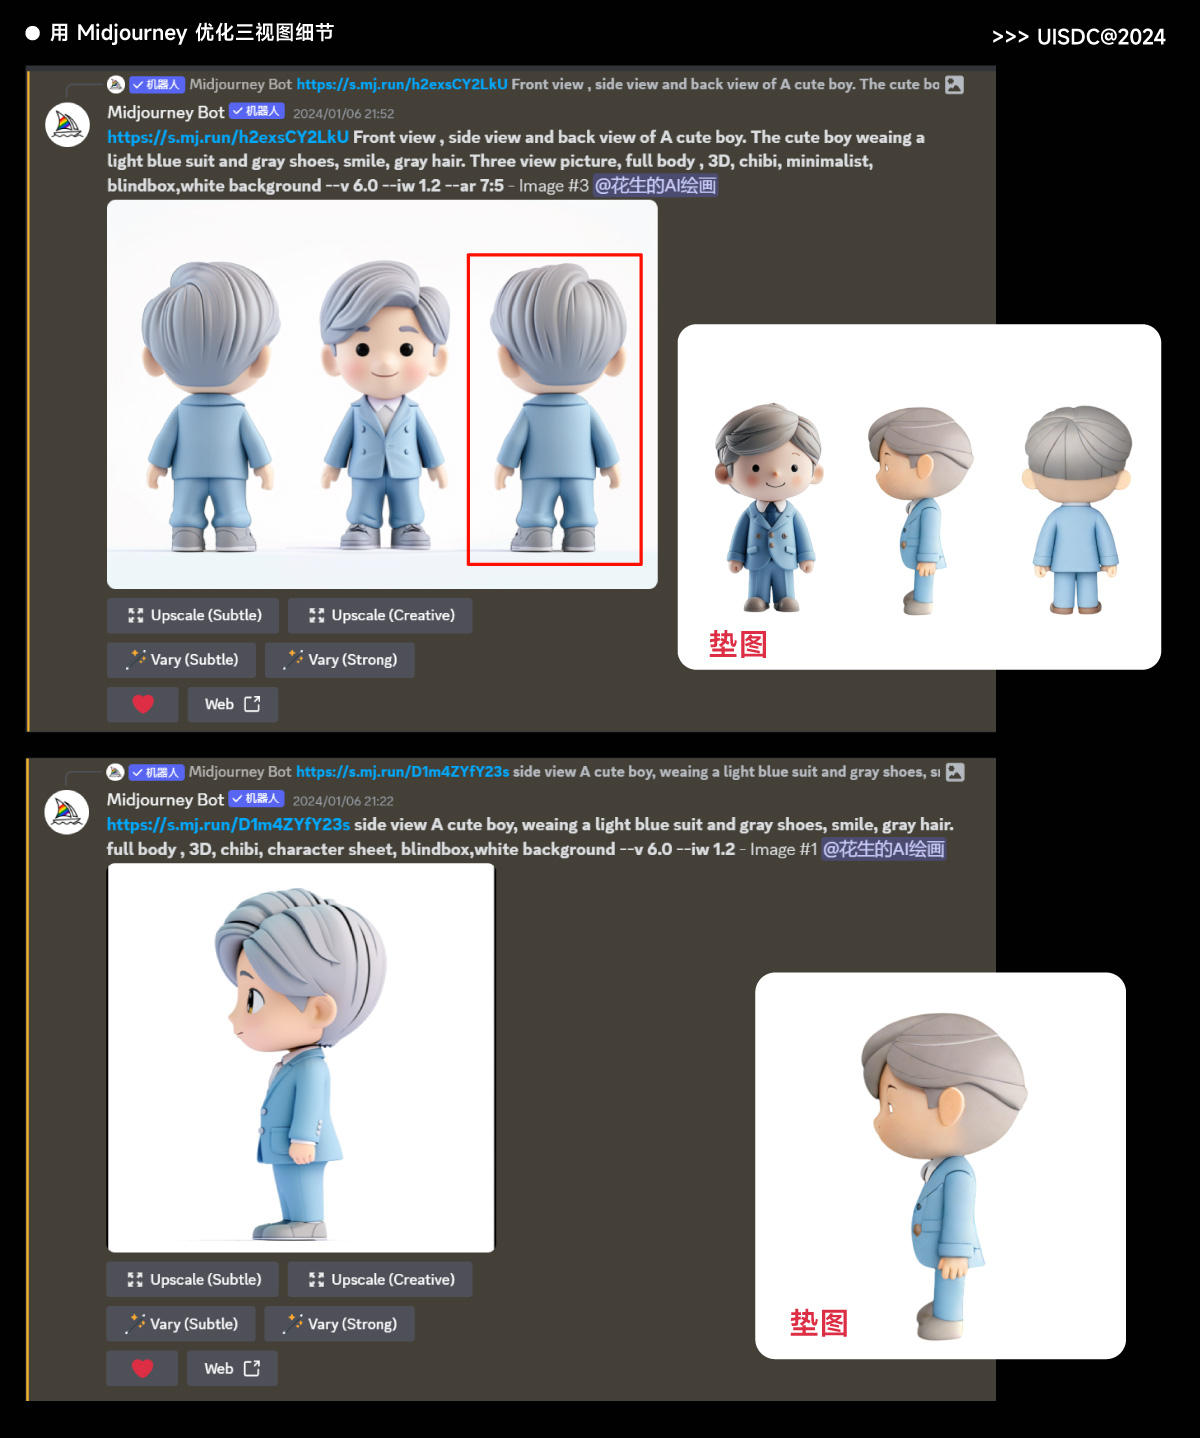 用 Midjourney 优化三视图细节
>>> UISDC@2024
机器人 Midjourney Bot https://s.mj.run/h2exsCY2LkU Front view , side view and back view of A cute boy. The cute bo
Midjourney Bot 机器人 2024/01/06 21:52
https://s.mj.run/h2exsCY2LkU Front view , side view and back view of A cute boy. The cute boy weaing a
light blue suit and gray shoes, smile, gray hair. Three view picture, full body , 3D, chibi, minimalist,
blindbox,white background --v 6.0 --iw 1.2 --ar 7:5 - Image #3 @花生的AI绘画
垫图
Upscale (Subtle) Upscale (Creative)
Vary (Subtle) Vary (Strong)
Web
机器人 Midjourney Bot https://s.mj.run/D1m4ZYfY23s side view A cute boy, weaing a light blue suit and gray shoes, s
Midjourney Bot 机器人 2024/01/06 21:22
https://s.mj.run/D1m4ZYfY23s side view A cute boy, weaing a light blue suit and gray shoes, smile, gray hair.
full body , 3D, chibi, character sheet, blindbox,white background --v 6.0 --iw 1.2 - Image #1 @花生的AI绘画
垫图
Upscale (Subtle) Upscale (Creative)
Vary (Subtle) Vary (Strong)
Web